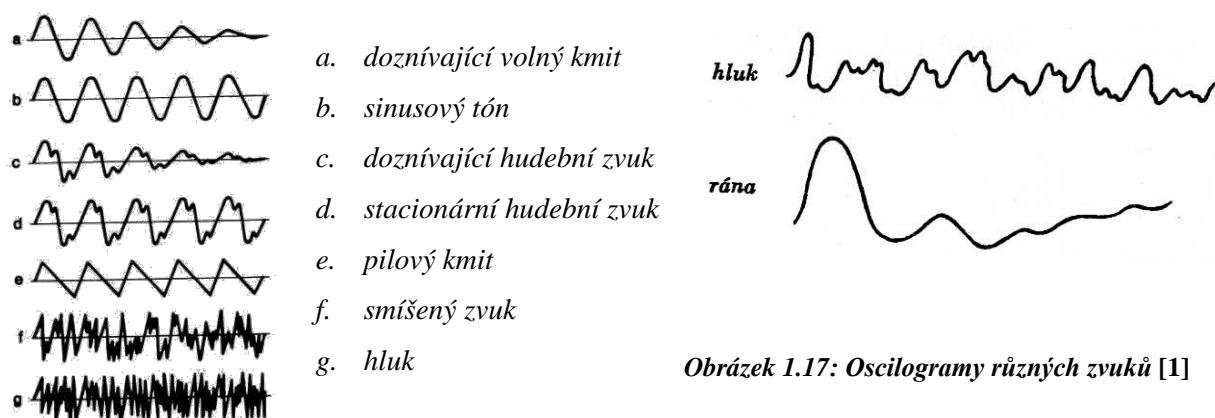 a
b
c
d
e
f
g
a. doznívající volný kmit
b. sinusový tón
c. doznívající hudební zvuk
d. stacionární hudební zvuk
e. pilový kmit
f. smíšený zvuk
g. hluk
hluk
rána
Obrázek 1.17: Oscilogramy různých zvuků [1]